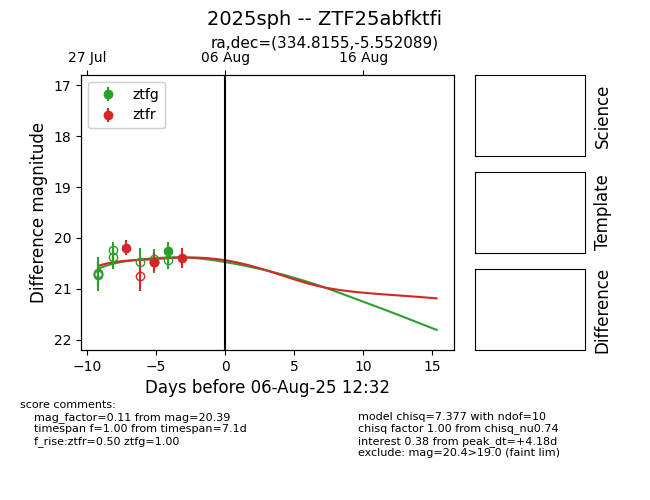 2025sph -- ZTF25abfktfi
ra,dec=(334.8155,-5.552089)
27 Jul
06 Aug
16 Aug
ztfg
ztfr
17
18
19
20
21
22
Difference magnitude
−10
−5
0
5
10
15
Days before 06-Aug-25 12:32
Science
Template
Difference
score comments:
mag_factor=0.11 from mag=20.39
timespan f=1.00 from timespan=7.1d
f_rise:ztfr=0.50 ztfg=1.00
model chisq=7.377 with ndof=10
chisq factor 1.00 from chisq_nu0.74
interest 0.38 from peak_dt=+4.18d
exclude: mag=20.4>19.0 (faint lim)